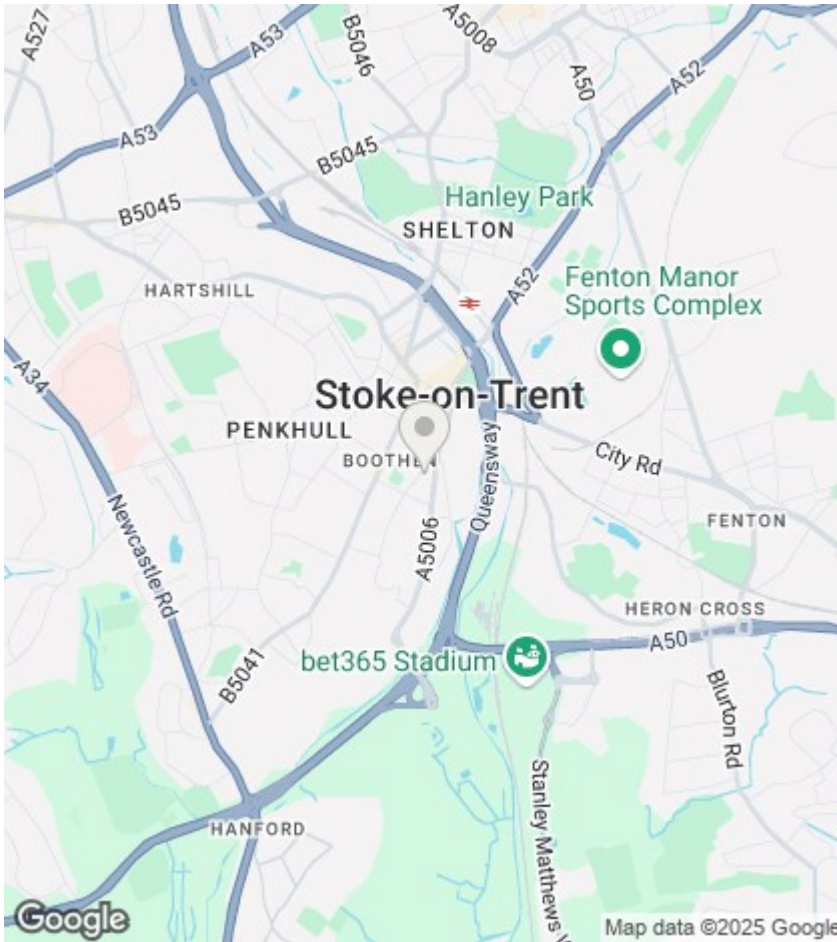 A527
A53
B5046
A5008
A50
A52
A53
B5045
B5045
Hanley Park
SHELTON
A52
HARTSHILL
Fenton Manor
Sports Complex
A34
Stoke-on-Trent
PENKHULL
BOOTHEN
City Rd
Queensway
Newcastle Rd
A5006
FENTON
HERON CROSS
A50
bet365 Stadium
B5041
Blurton Rd
Stanley Matthews W
HANFORD
Google
Map data ©2025 Google